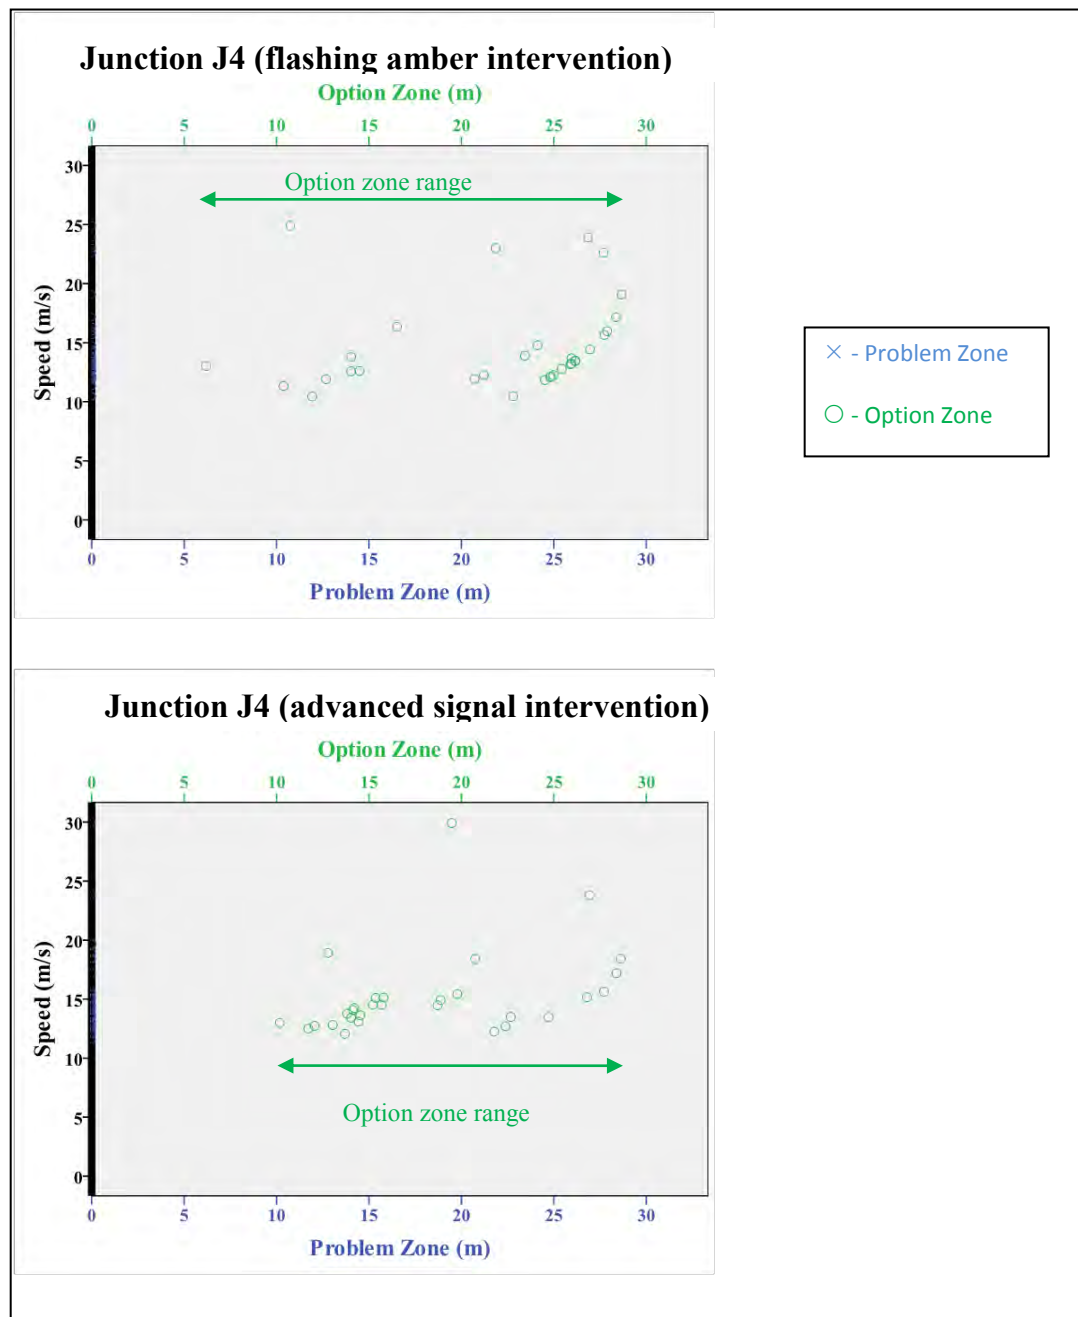 Junction J4 (flashing amber intervention)
Option Zone (m)
0 5 10 15 20 25 30
Option zone range
30
25
20
15
10
5
0
Speed (m/s)
0 5 10 15 20 25 30
Problem Zone (m)
× - Problem Zone
○ - Option Zone
Junction J4 (advanced signal intervention)
Option Zone (m)
0 5 10 15 20 25 30
30
25
20
15
10
5
0
Speed (m/s)
Option zone range
0 5 10 15 20 25 30
Problem Zone (m)